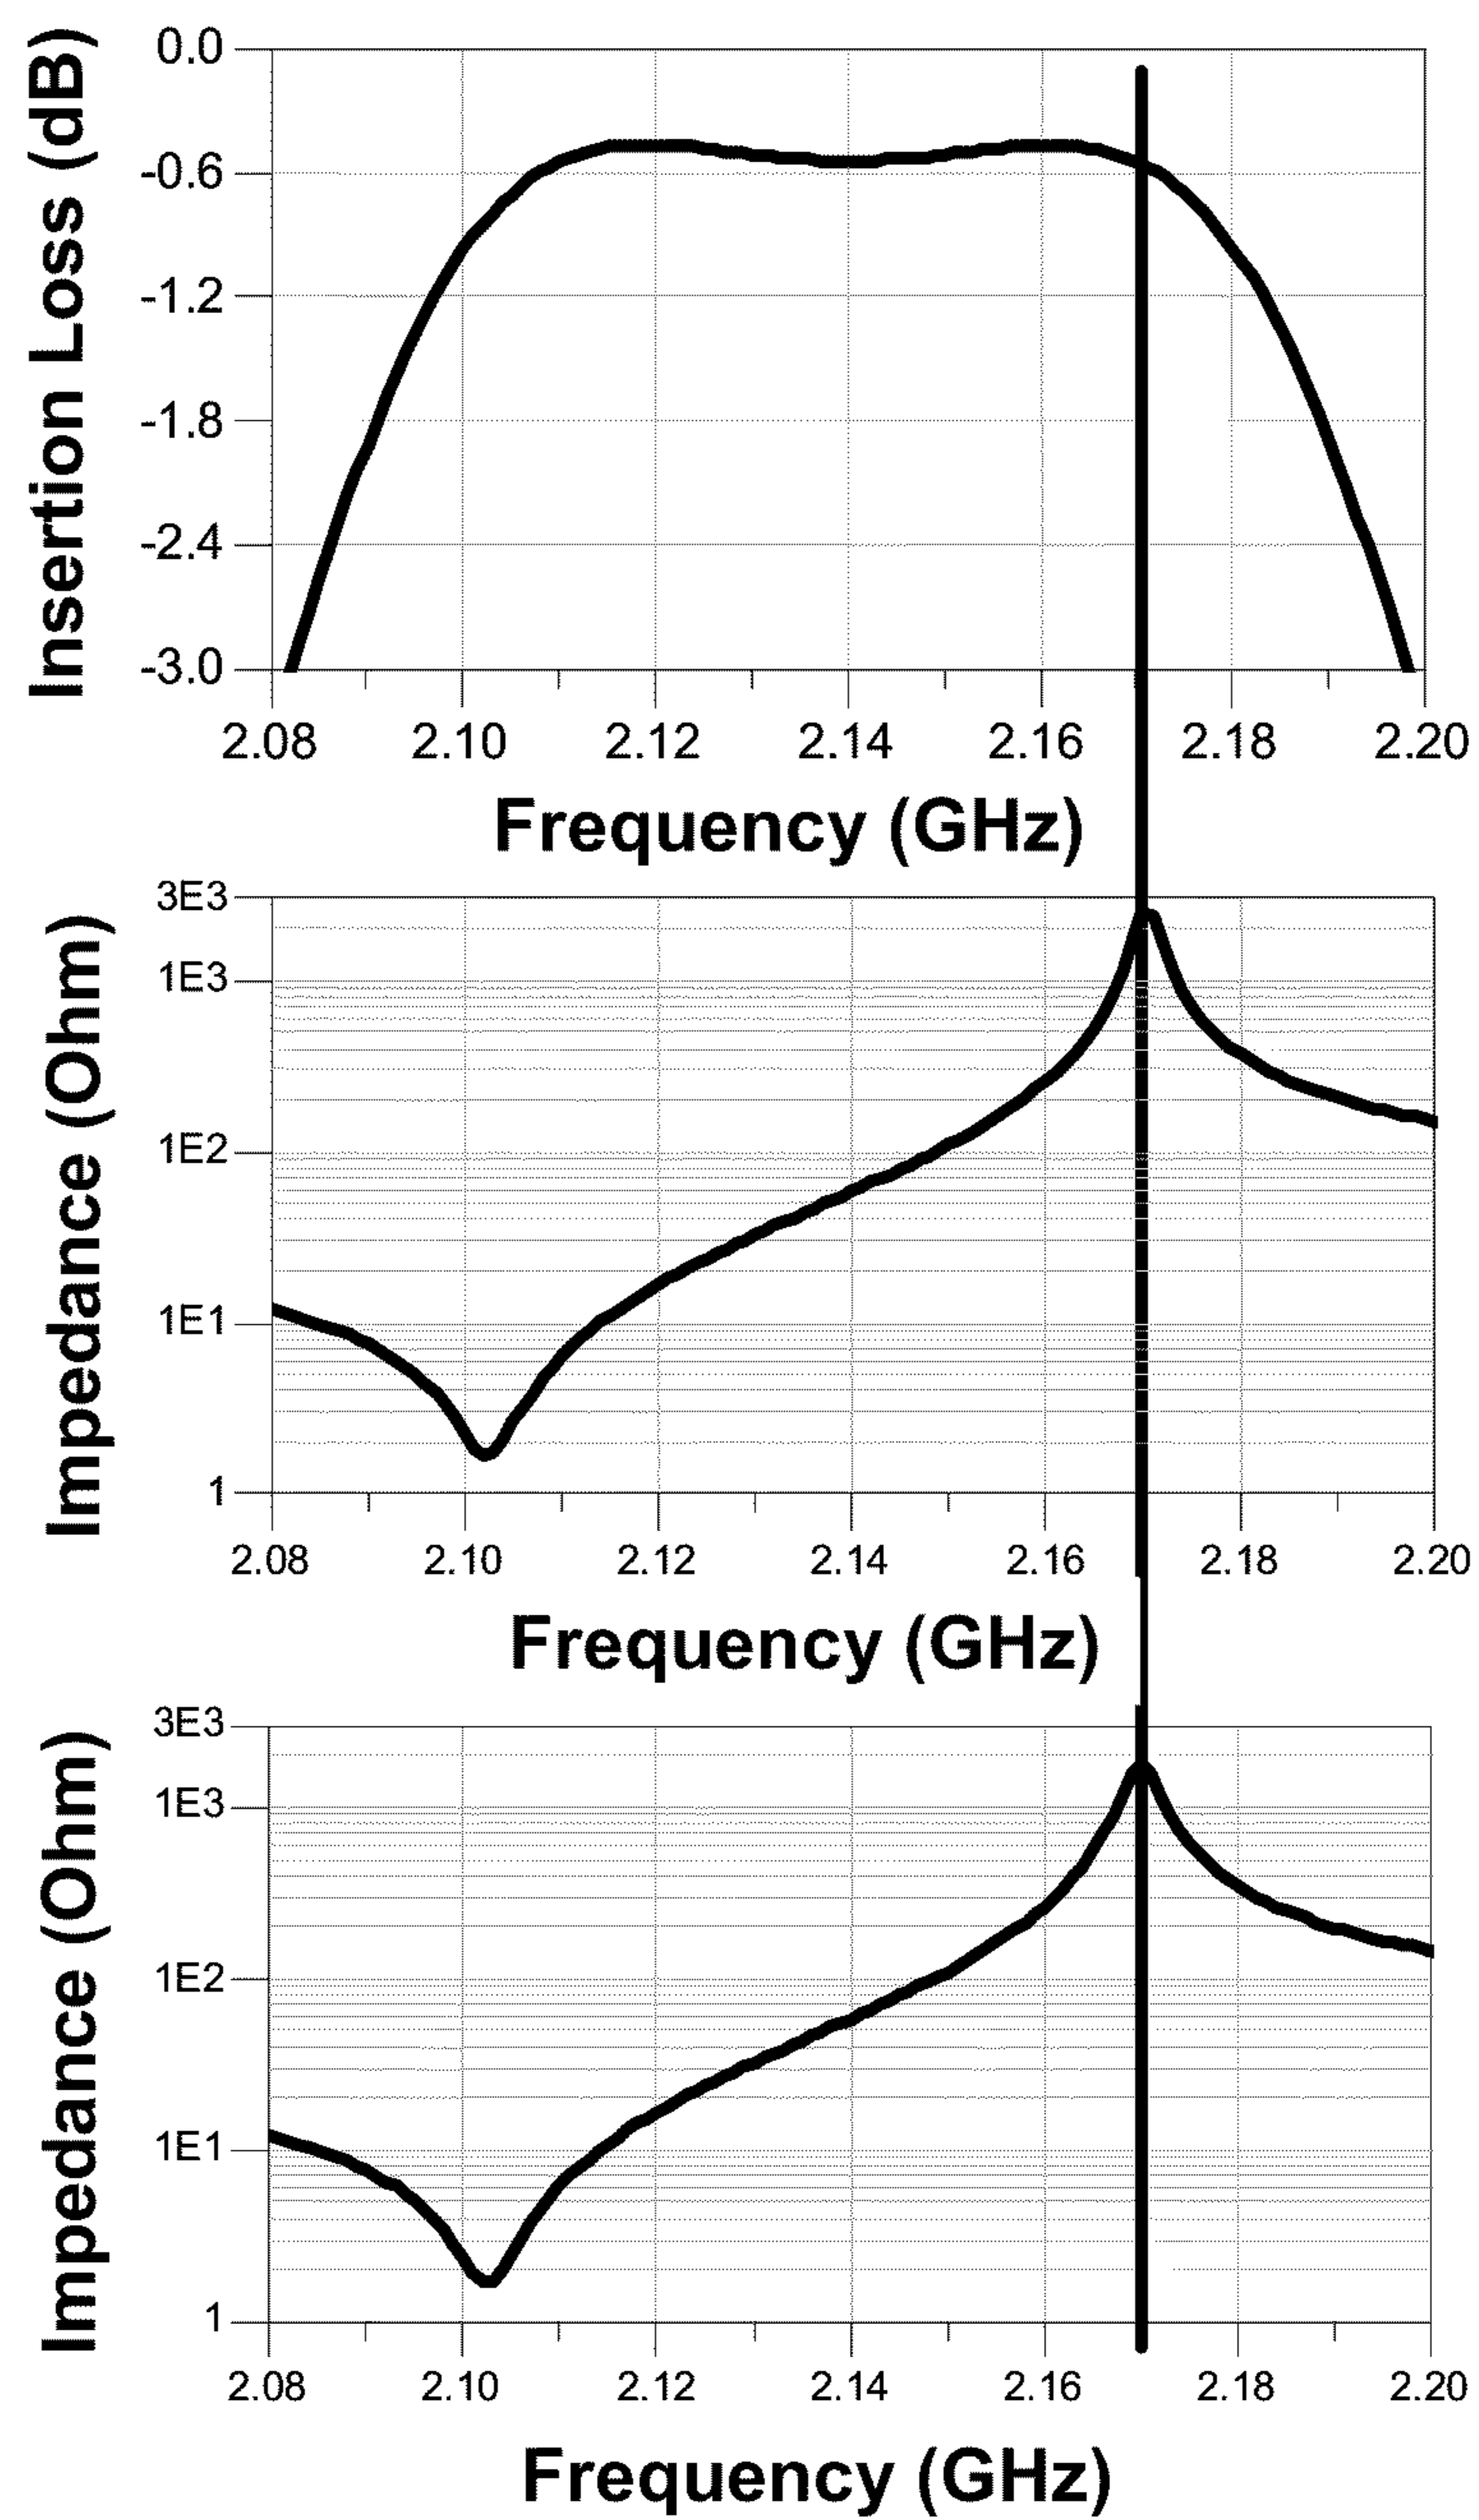 Insertion Loss (dB)
0.0
-0.6
-1.2
-1.8
-2.4
-3.0
2.08 2.10 2.12 2.14 2.16 2.18 2.20
Frequency (GHz)
Impedance (Ohm)
3E3
1E3
1E2
1E1
1
2.08 2.10 2.12 2.14 2.16 2.18 2.20
Frequency (GHz)
Impedance (Ohm)
3E3
1E3
1E2
1E1
1
2.08 2.10 2.12 2.14 2.16 2.18 2.20
Frequency (GHz)